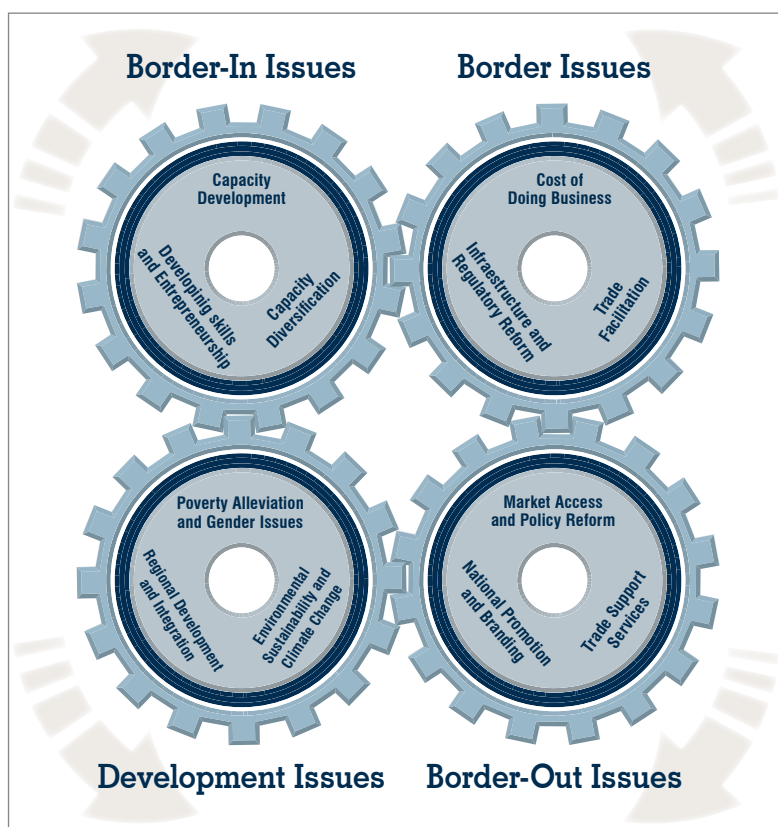 Border-In Issues
Border Issues
Capacity
Development
Developinig skills
and Entrepreneurship
Capacity
Diversification
Cost of
Doing Business
Infraestructure and
Regulatory Reform
Trade
Facilitation
Poverty Alleviation
and Gender Issues
Regional Development
and Integration
Environmental
Sustainability and
Climate Change
Market Access
and Policy Reform
National Promotion
and Branding
Trade Support
Services
Development Issues
Border-Out Issues